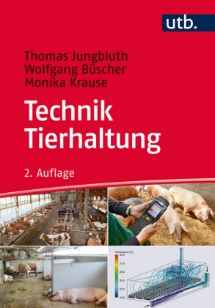 utb.
Thomas Jungbluth
Wolfgang Büscher
Monika Krause
Technik
Tierhaltung
2. Auflage